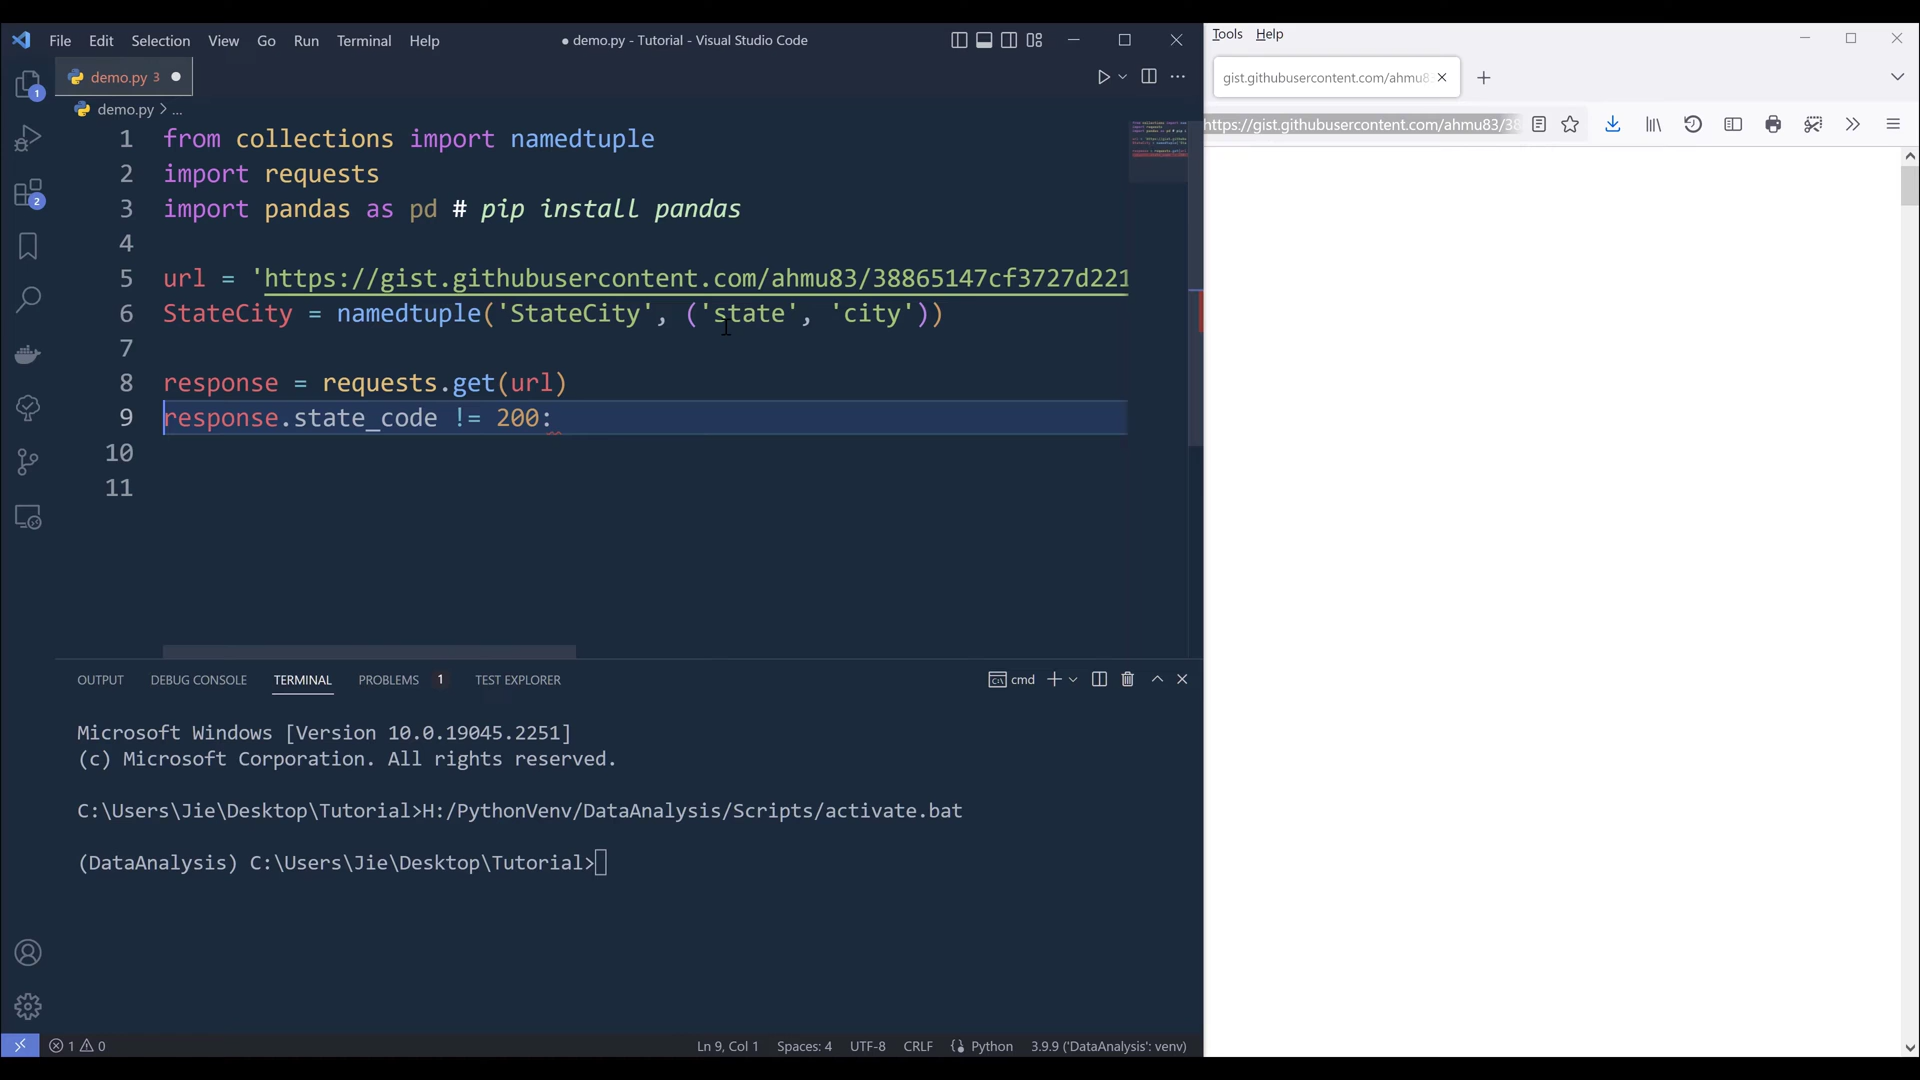 File Edit Selection View Go Run Terminal Help
● demo.py - Tutorial - Visual Studio Code
Tools Help
demo.py 3
gist.githubusercontent.com/ahmu8
demo.py > ...
https://gist.githubusercontent.com/ahmu83/38
1 from collections import namedtuple
2 import requests
3 import pandas as pd # pip install pandas
4
5 url = 'https://gist.githubusercontent.com/ahmu83/38865147cf3727d221
6 StateCity = namedtuple('StateCity', ('state', 'city'))
7
8 response = requests.get(url)
9 response.state_code != 200:
10
11
1
2
OUTPUT DEBUG CONSOLE TERMINAL PROBLEMS 1 TEST EXPLORER
cmd
Microsoft Windows [Version 10.0.19045.2251]
(c) Microsoft Corporation. All rights reserved.
C:\Users\Jie\Desktop\Tutorial>H:/PythonVenv/DataAnalysis/Scripts/activate.bat
(DataAnalysis) C:\Users\Jie\Desktop\Tutorial>
1 0
Ln 9, Col 1 Spaces: 4 UTF-8 CRLF Python 3.9.9 ('DataAnalysis': venv)